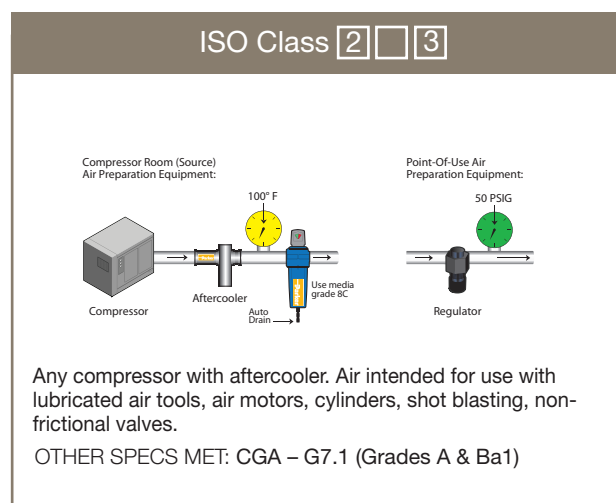 ISO Class 2 3
Compressor Room (Source)
Air Preparation Equipment:
Point-Of-Use Air
Preparation Equipment:
100° F
50 PSIG
Parker
Parker
Use media
grade 8C
Compressor
Aftercooler
Auto
Drain
Regulator
Any compressor with aftercooler. Air intended for use with
lubricated air tools, air motors, cylinders, shot blasting, non-
frictional valves.
OTHER SPECS MET: CGA – G7.1 (Grades A & Ba1)